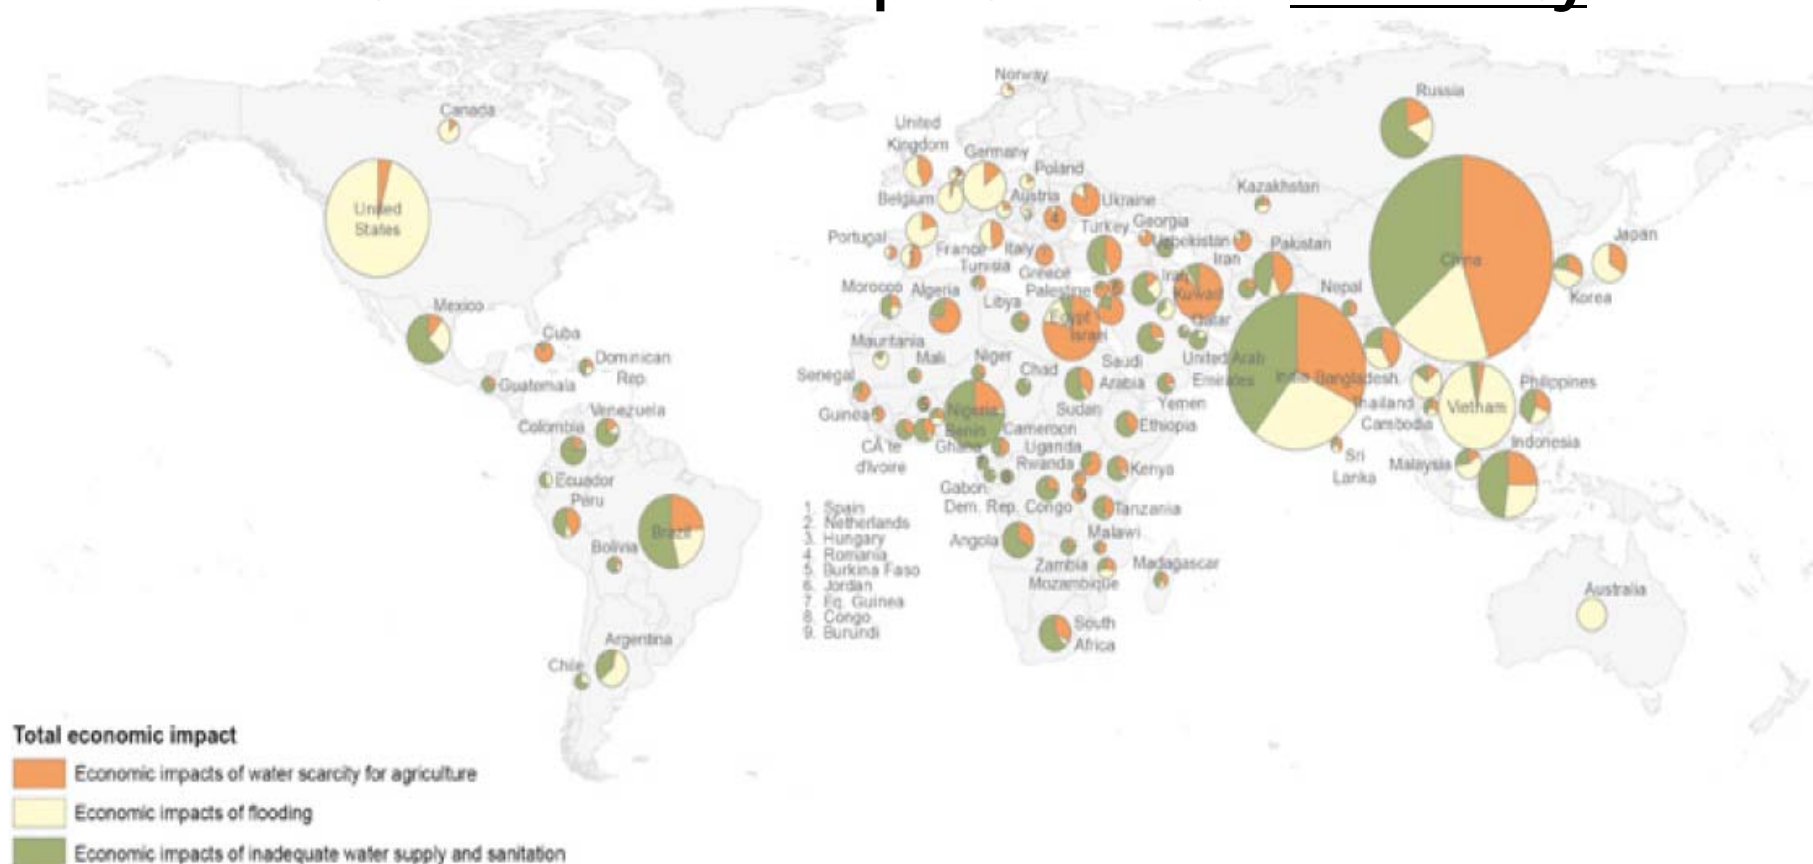 Norway
Canada
Russia
United
Kingdom
Germany
Poland
Belgium
Austria
Ukraine
Kazakhstan
United
States
4
Turkey
Georgia
Uzbekistan
Portugal
France
Italy
Iran
Pakistan
China
Japan
Tunisia
Greece
Iraq
Morocco
Algeria
Palestine
Kuwait
Nepal
Korea
Mexico
Libya
Egypt
Israel
Qatar
Cuba
Mauritania
Dominican
Rep.
Mali
Niger
Chad
Saudi
Arabia
United Arab
Emirates
India
Bangladesh
Philippines
Guatemala
Senegal
Sudan
Yemen
Thailand
Vietnam
Venezuela
Guinea
Nigeria
Benin
Ethiopia
Cambodia
Colombia
CÃ´te
d'Ivoire
Ghana
Cameroon
Uganda
Indonesia
Ecuador
Rwanda
Kenya
Sri
Lanka
Malaysia
Peru
Gabon
Dem. Rep. Congo
Tanzania
Brazil
Angola
Malawi
Bolivia
Zambia
Madagascar
Mozambique
Australia
Argentina
South
Africa
Chile
1. Spain
2. Netherlands
3. Hungary
4. Romania
5. Burkina Faso
6. Jordan
7. Eq. Guinea
8. Congo
9. Burundi
Total economic impact
Economic impacts of water scarcity for agriculture
Economic impacts of flooding
Economic impacts of inadequate water supply and sanitation